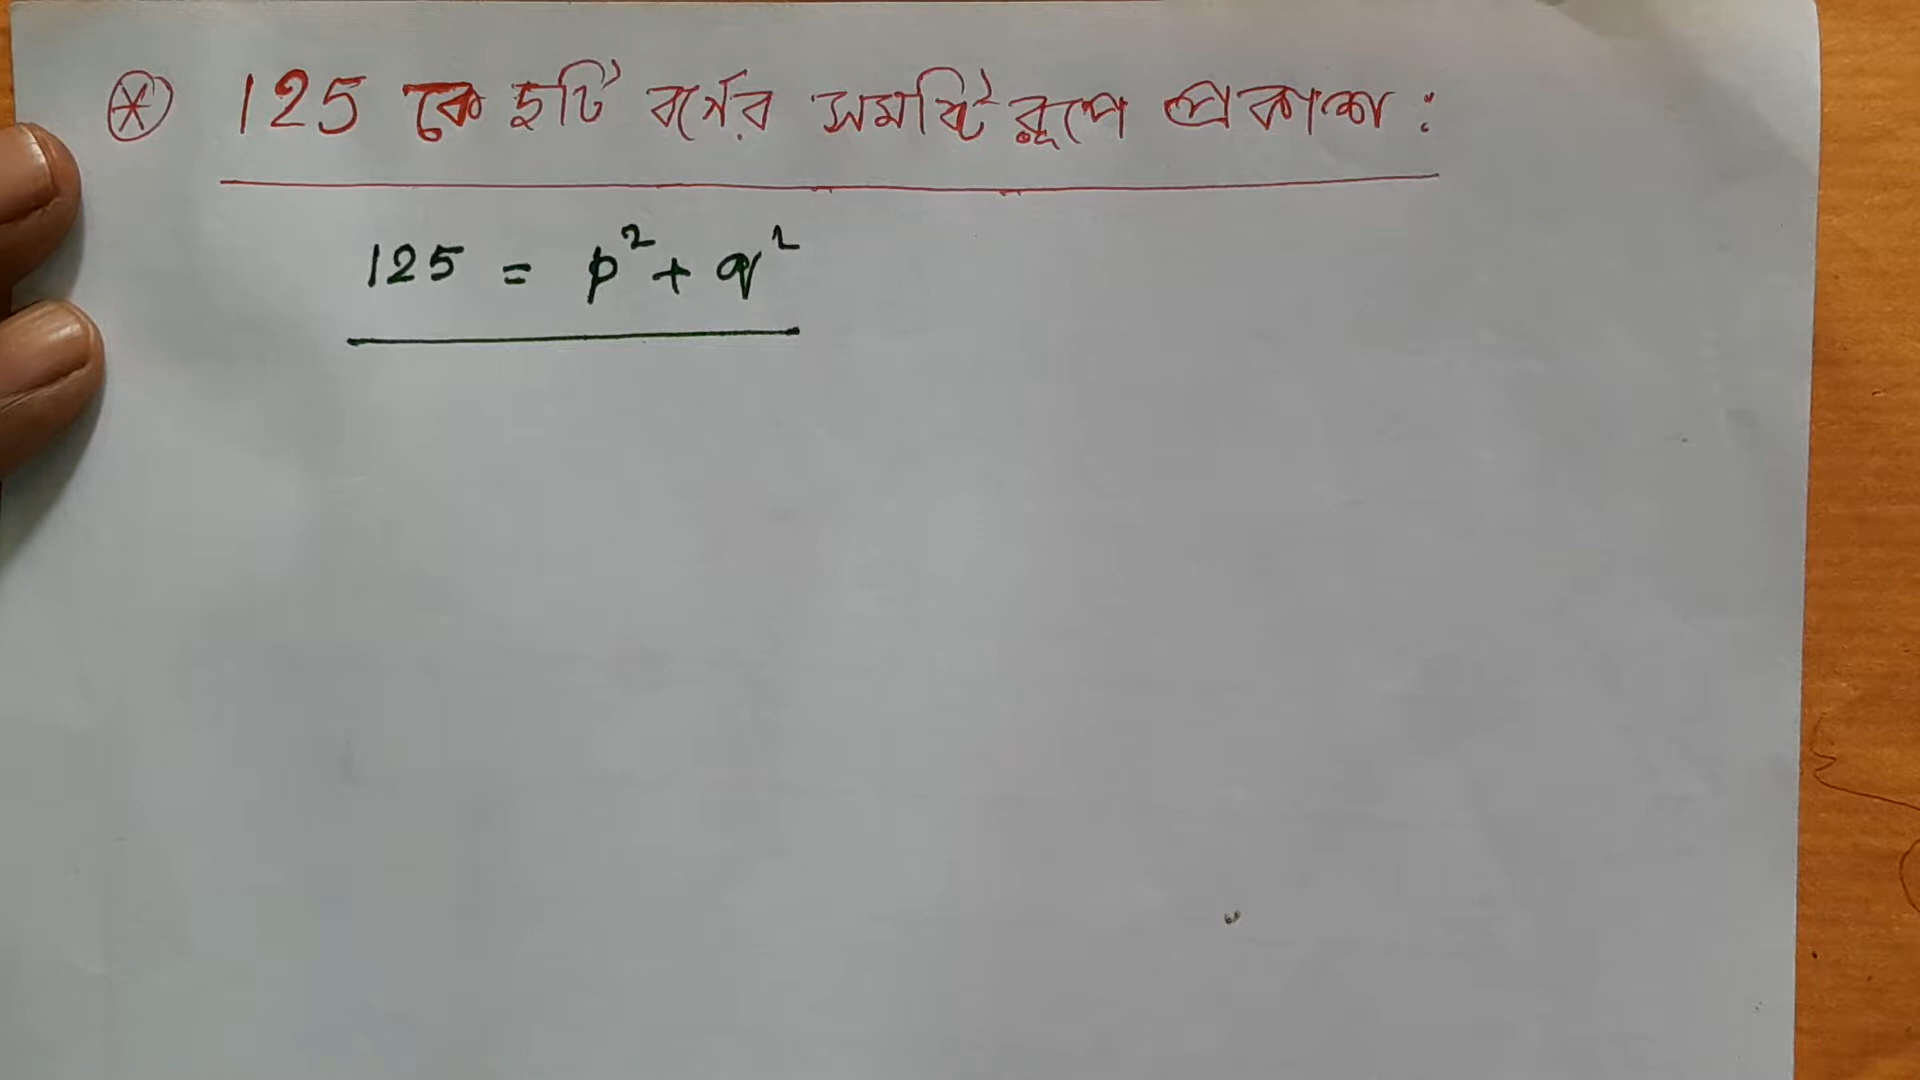 ⊛ 125 কে দুটি বর্গের সমষ্টি রূপে প্রকাশ :
125 = p² + q²